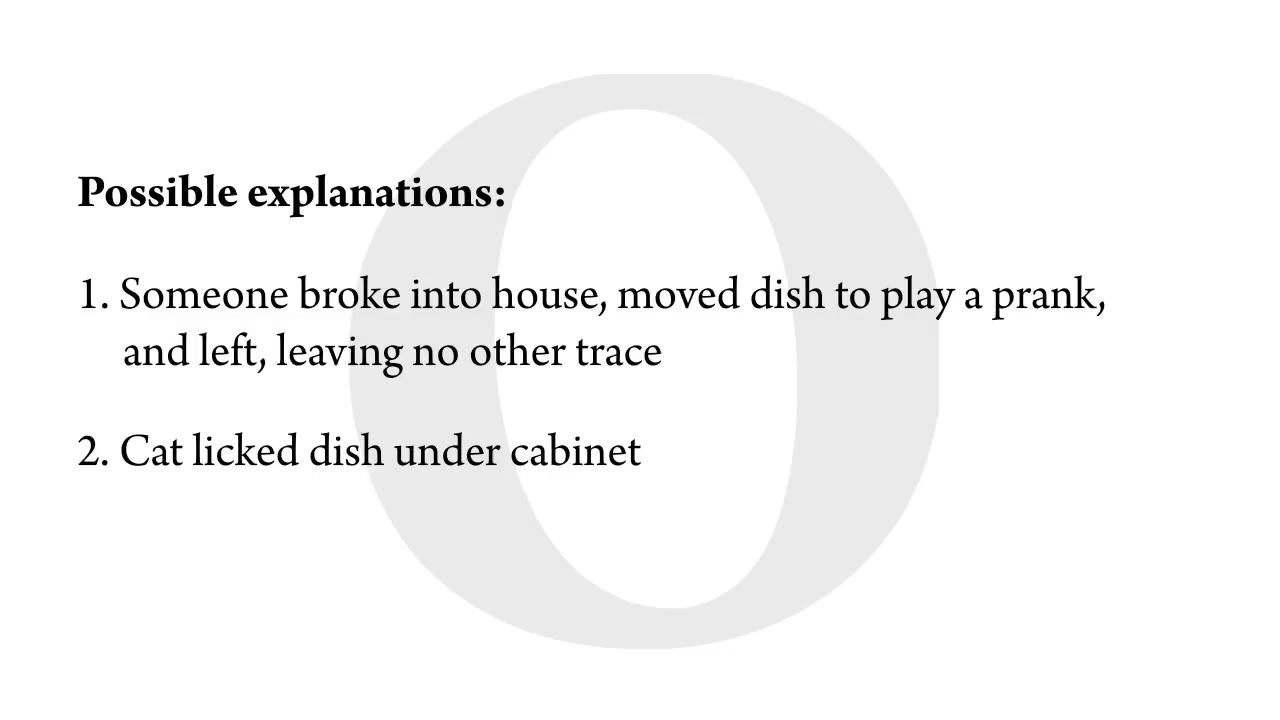 Possible explanations:
1. Someone broke into house, moved dish to play a prank,
and left, leaving no other trace
2. Cat licked dish under cabinet
O